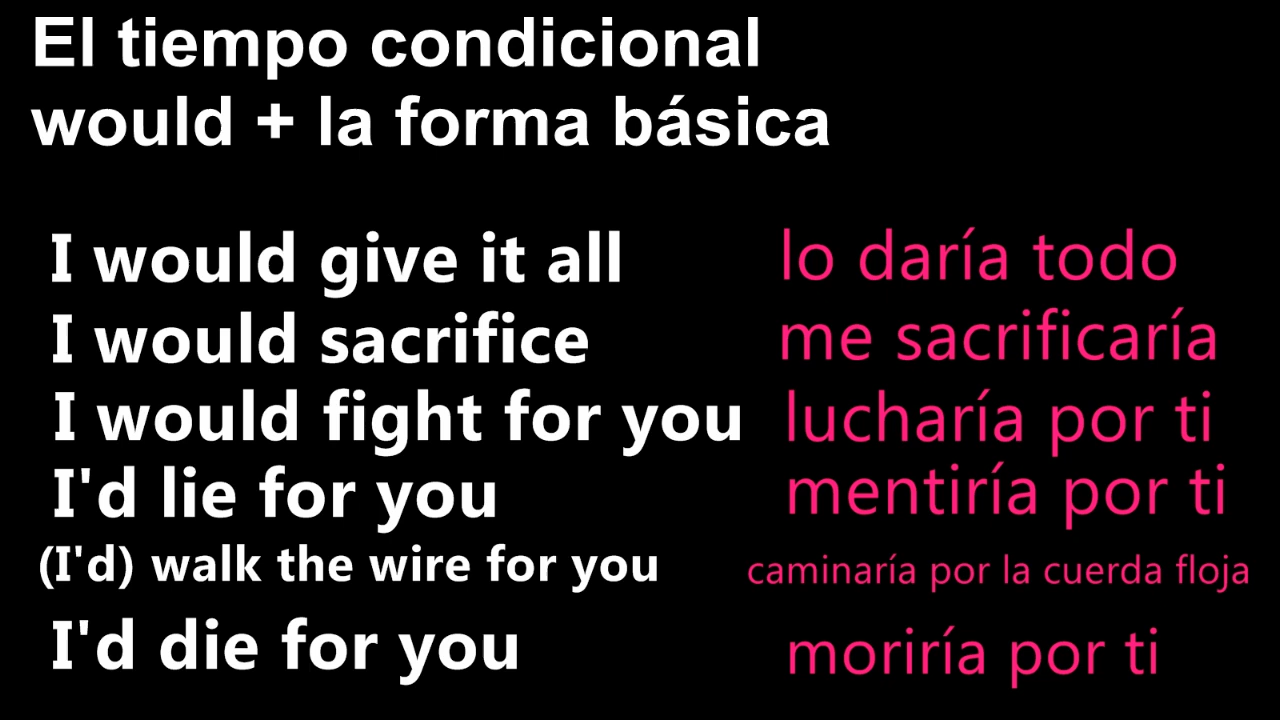 El tiempo condicional
would + la forma básica
I would give it all lo daría todo
I would sacrifice me sacrificaría
I would fight for you lucharía por ti
I'd lie for you mentiría por ti
(I'd) walk the wire for you caminaría por la cuerda floja
I'd die for you moriría por ti